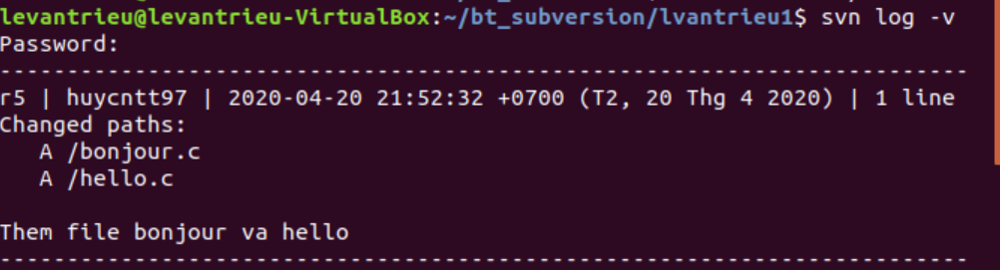 levantrieu@levantrieu-VirtualBox:~/bt_subversion/lvantrieu1$ svn log -v
Password:
------------------------------------------------------------------------
r5 | huycntt97 | 2020-04-20 21:52:32 +0700 (T2, 20 Thg 4 2020) | 1 line
Changed paths:
   A /bonjour.c
   A /hello.c

Them file bonjour va hello
------------------------------------------------------------------------